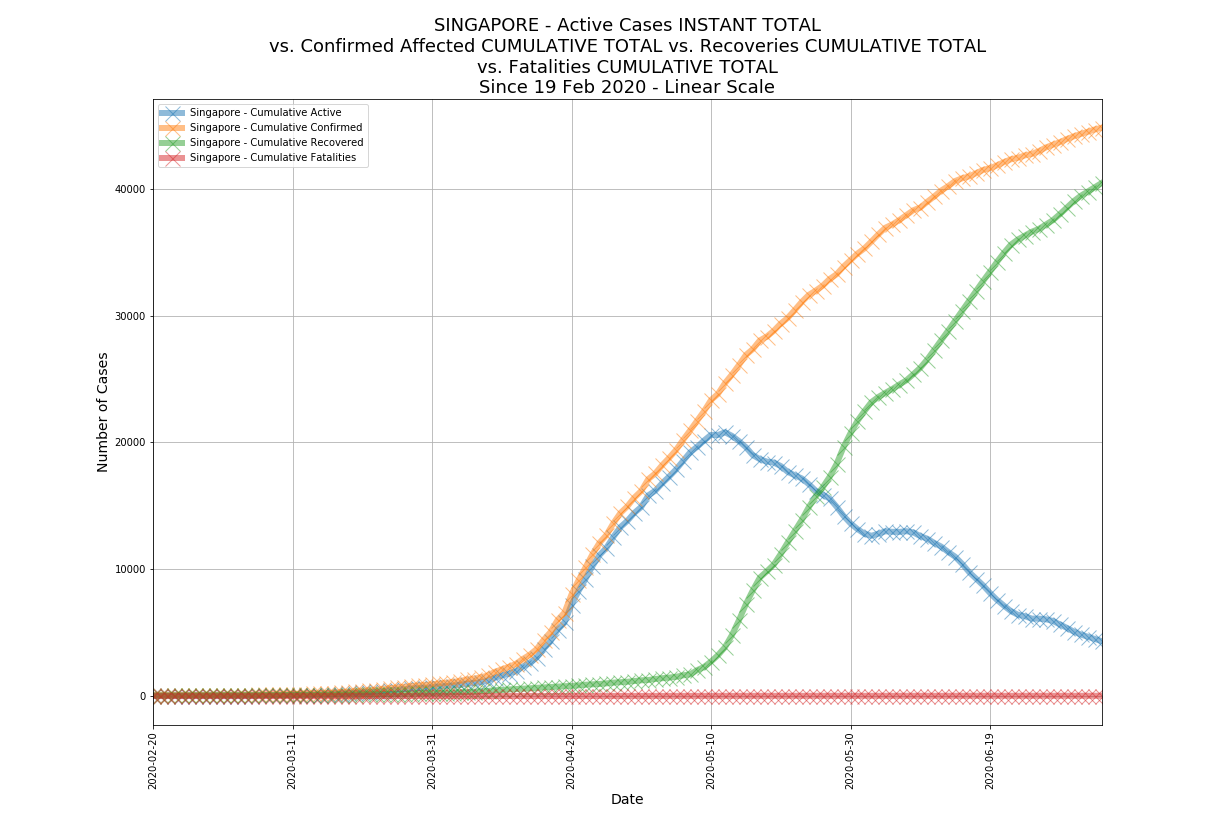 SINGAPORE - Active Cases INSTANT TOTAL
vs. Confirmed Affected CUMULATIVE TOTAL vs. Recoveries CUMULATIVE TOTAL
vs. Fatalities CUMULATIVE TOTAL
Since 19 Feb 2020 - Linear Scale
Singapore - Cumulative Active
Singapore - Cumulative Confirmed
Singapore - Cumulative Recovered
Singapore - Cumulative Fatalities
Number of Cases
40000
30000
20000
10000
0
2020-02-20
2020-03-11
2020-03-31
2020-04-20
2020-05-10
2020-05-30
2020-06-19
Date